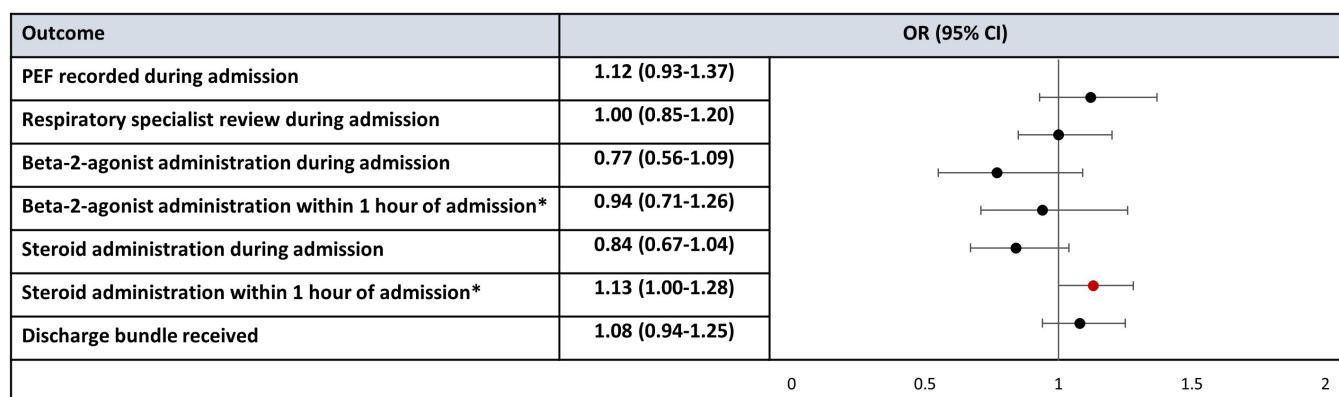 Outcome OR (95% CI)
PEF recorded during admission 1.12 (0.93-1.37)
Respiratory specialist review during admission 1.00 (0.85-1.20)
Beta-2-agonist administration during admission 0.77 (0.56-1.09)
Beta-2-agonist administration within 1 hour of admission* 0.94 (0.71-1.26)
Steroid administration during admission 0.84 (0.67-1.04)
Steroid administration within 1 hour of admission* 1.13 (1.00-1.28)
Discharge bundle received 1.08 (0.94-1.25)
0 0.5 1 1.5 2